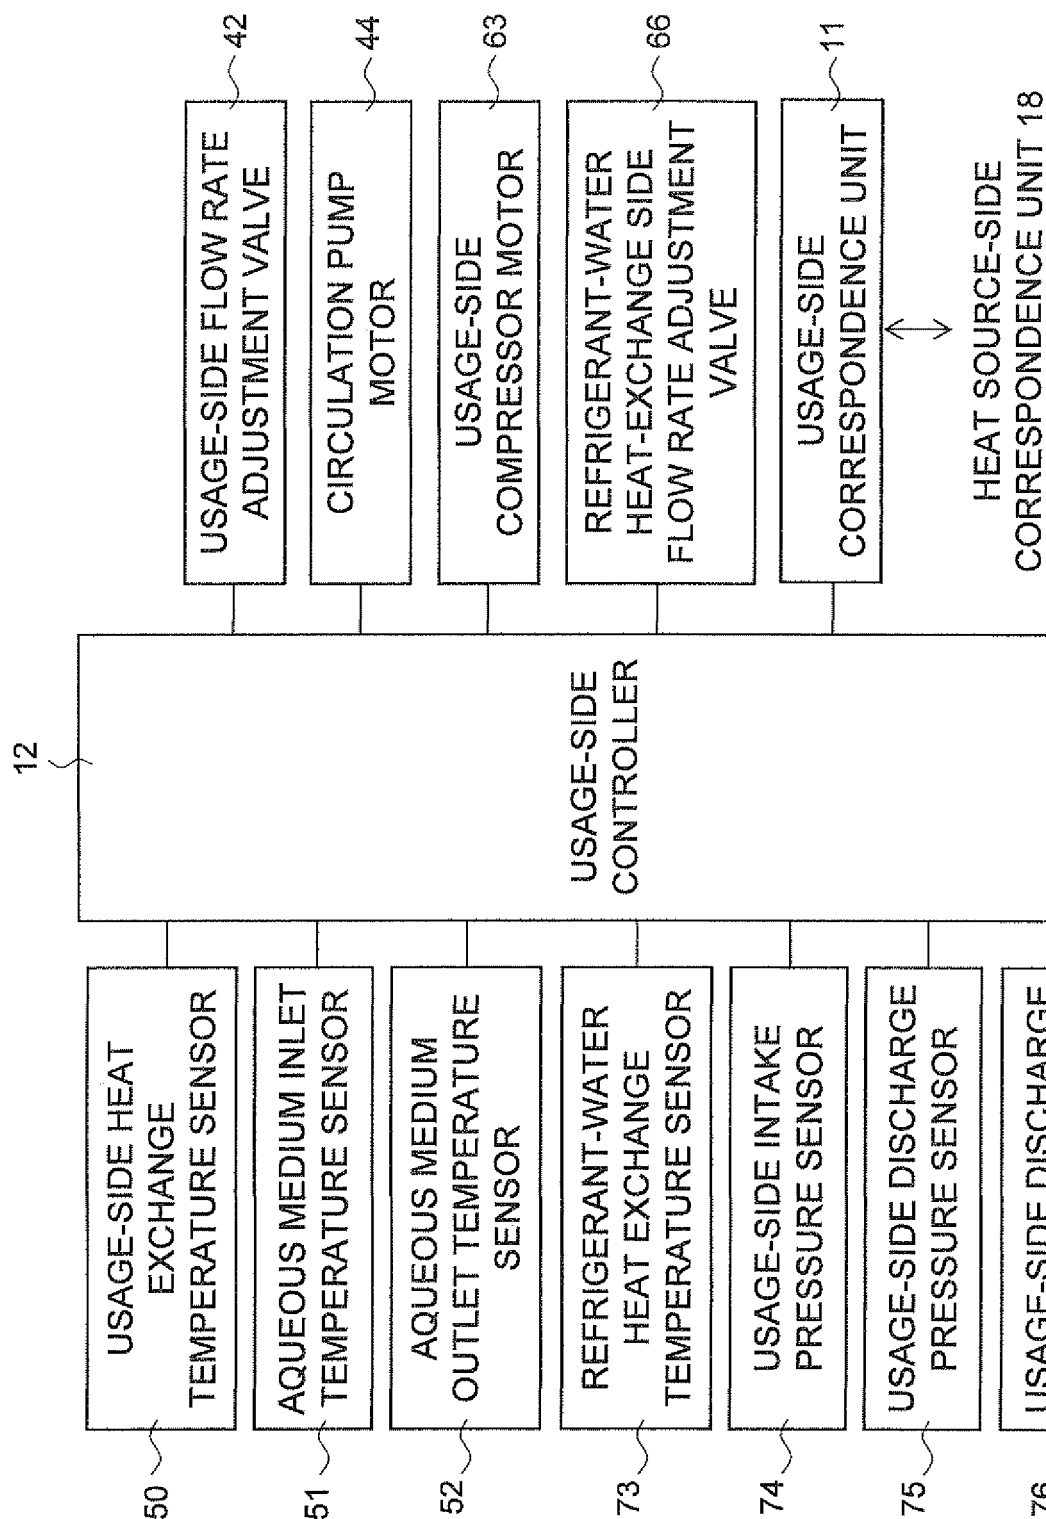 12
USAGE-SIDE
CONTROLLER
50
USAGE-SIDE HEAT
EXCHANGE
TEMPERATURE SENSOR
51
AQUEOUS MEDIUM INLET
TEMPERATURE SENSOR
52
AQUEOUS MEDIUM
OUTLET TEMPERATURE
SENSOR
73
REFRIGERANT-WATER
HEAT EXCHANGE
TEMPERATURE SENSOR
74
USAGE-SIDE INTAKE
PRESSURE SENSOR
75
USAGE-SIDE DISCHARGE
PRESSURE SENSOR
76
USAGE-SIDE DISCHARGE
USAGE-SIDE FLOW RATE
ADJUSTMENT VALVE
42
CIRCULATION PUMP
MOTOR
44
USAGE-SIDE
COMPRESSOR MOTOR
63
REFRIGERANT-WATER
HEAT-EXCHANGE SIDE
FLOW RATE ADJUSTMENT
VALVE
66
USAGE-SIDE
CORRESPONDENCE UNIT
11
HEAT SOURCE-SIDE
CORRESPONDENCE UNIT 18